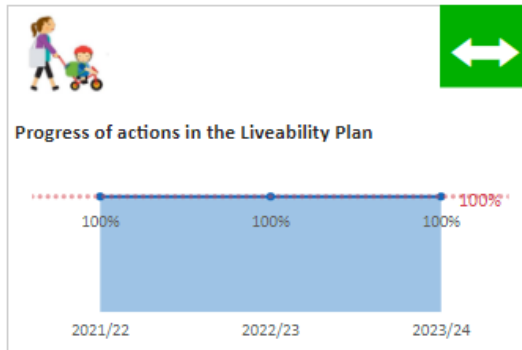 Progress of actions in the Liveability Plan
100%
100% 100% 100%
2021/22 2022/23 2023/24